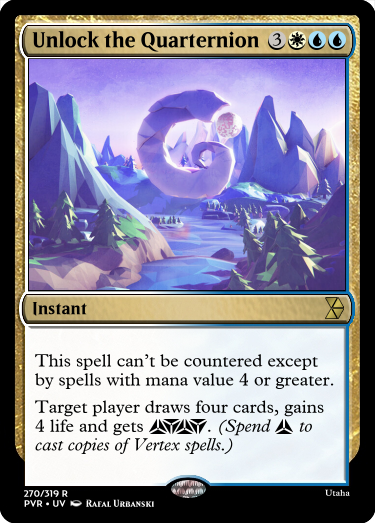 Unlock the Quarternion 3
Instant
This spell can't be countered except
by spells with mana value 4 or greater.
Target player draws four cards, gains
4 life and gets . (Spend to
cast copies of Vertex spells.)
270/319 R
Utaha
PVR • UV Rafal Urbanski